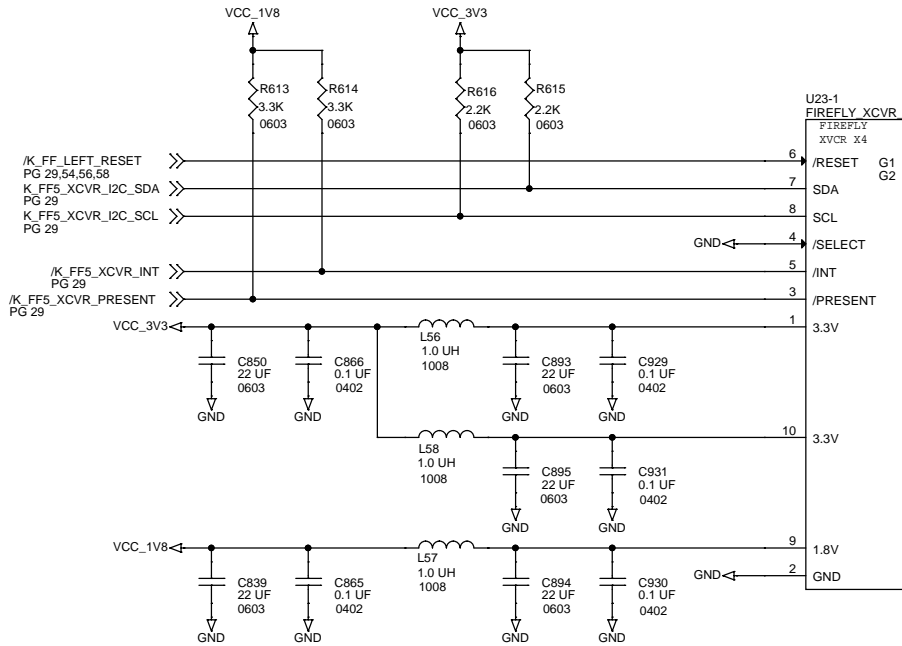 VCC_1V8
VCC_3V3
R613
3.3K
0603
R614
3.3K
0603
R616
2.2K
0603
R615
2.2K
0603
U23-1
FIREFLY_XCVR_
FIREFLY
XVCR X4
/K_FF_LEFT_RESET
PG 29,54,56,58
6
/RESET
G1
G2
K_FF5_XCVR_I2C_SDA
PG 29
7
SDA
K_FF5_XCVR_I2C_SCL
PG 29
8
SCL
GND
4
/SELECT
/K_FF5_XCVR_INT
PG 29
5
/INT
/K_FF5_XCVR_PRESENT
PG 29
3
/PRESENT
VCC_3V3
1
3.3V
C850
22 UF
0603
GND
C866
0.1 UF
0402
GND
L56
1.0 UH
1008
C893
22 UF
0603
GND
C929
0.1 UF
0402
GND
10
3.3V
L58
1.0 UH
1008
C895
22 UF
0603
GND
C931
0.1 UF
0402
GND
VCC_1V8
9
1.8V
L57
1.0 UH
1008
GND
2
GND
C839
22 UF
0603
GND
C865
0.1 UF
0402
GND
C894
22 UF
0603
GND
C930
0.1 UF
0402
GND